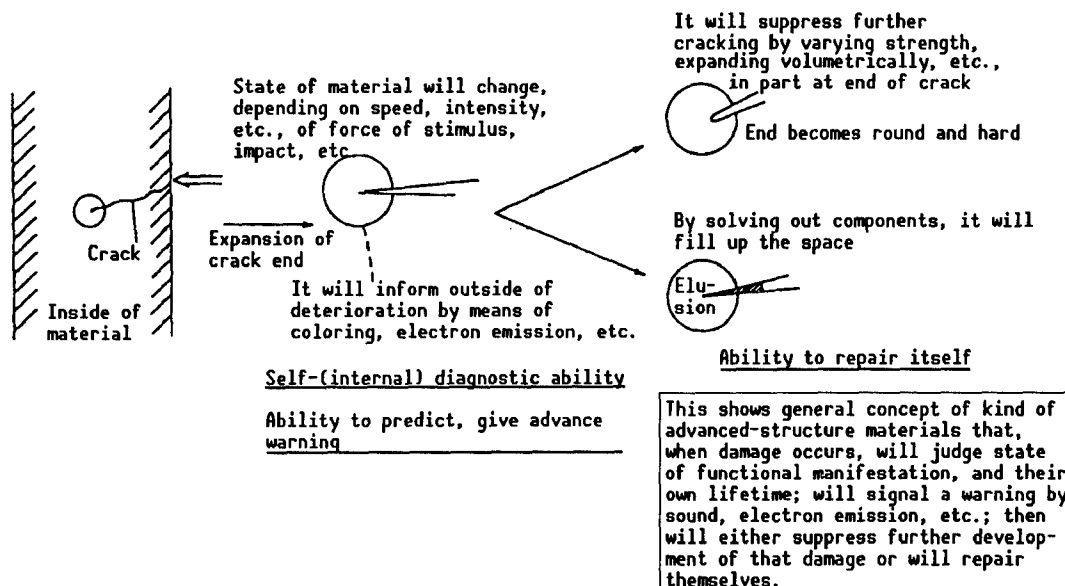 Crack
Inside of
material
State of material will change,
depending on speed, intensity,
etc., of force of stimulus,
impact, etc
Expansion of
crack end
It will inform outside of
deterioration by means of
coloring, electron emission, etc.
Self-(internal) diagnostic ability
Ability to predict, give advance
warning
It will suppress further
cracking by varying strength,
expanding volumetrically, etc.,
in part at end of crack
End becomes round and hard
By solving out components, it will
fill up the space
Elu-
sion
Ability to repair itself
This shows general concept of kind of
advanced-structure materials that,
when damage occurs, will judge state
of functional manifestation, and their
own lifetime; will signal a warning by
sound, electron emission, etc.; then
will either suppress further develop-
ment of that damage or will repair
themselves.